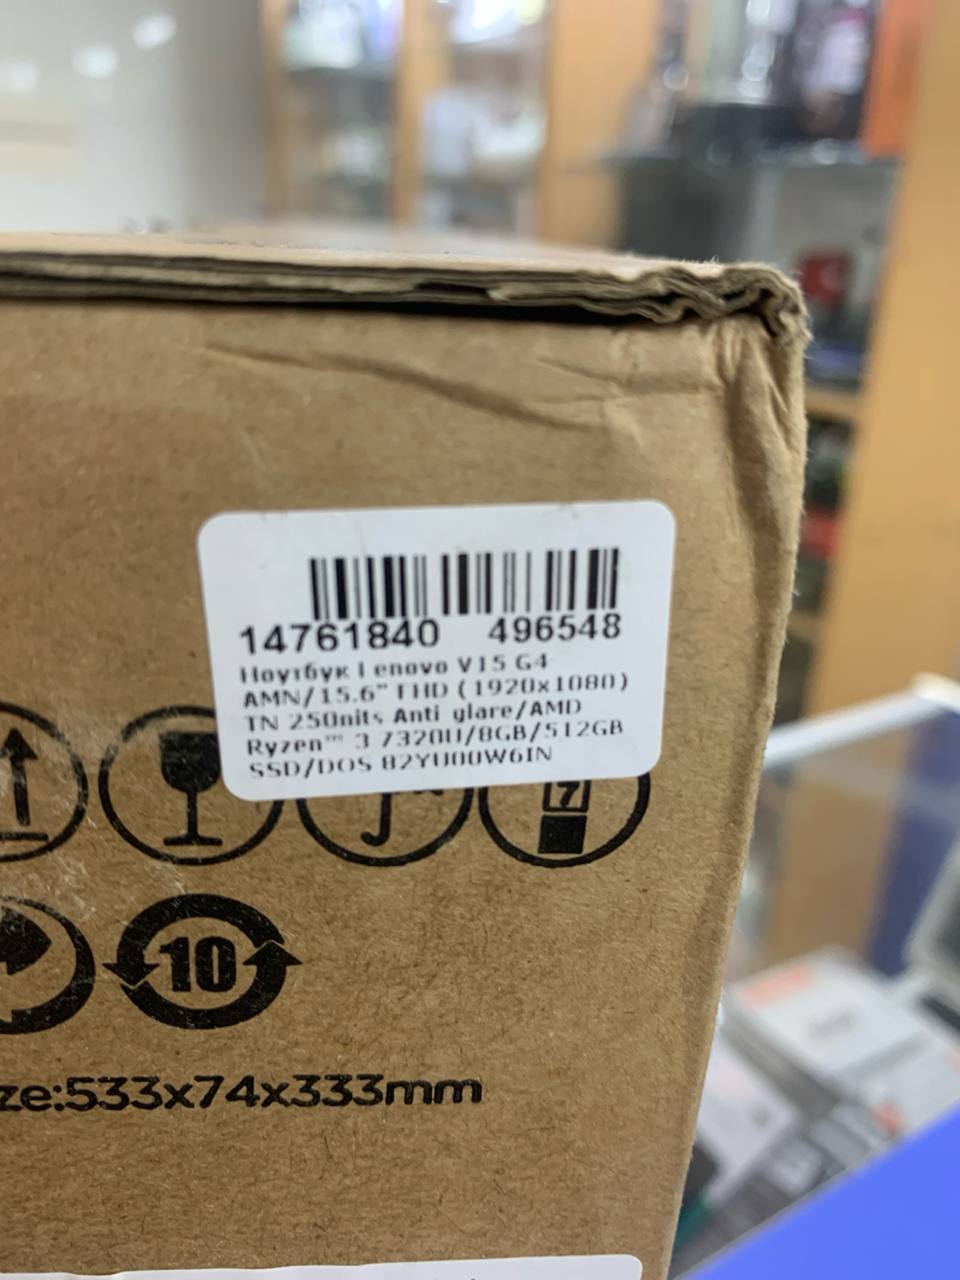 14761840 496548
Ноутбук Lenovo V15 G4
AMN/15.6" FHD (1920x1080)
TN 250nits Anti glare/AMD
Ryzen™ 3 7320U/8GB/512GB
SSD/DOS 82YU00W6IN
7
10
ze:533x74x333mm